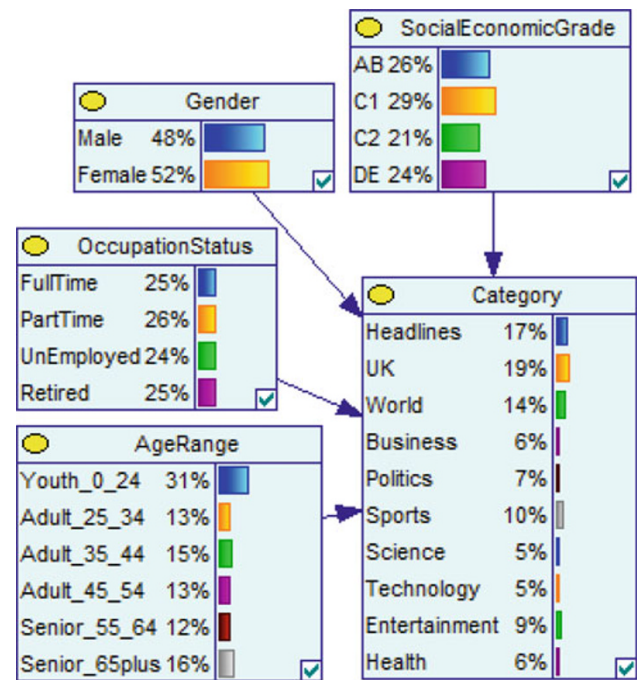 SocialEconomicGrade
AB 26%
C1 29%
C2 21%
DE 24%
Gender
Male 48%
Female 52%
OccupationStatus
FullTime 25%
PartTime 26%
UnEmployed 24%
Retired 25%
AgeRange
Youth_0_24 31%
Adult_25_34 13%
Adult_35_44 15%
Adult_45_54 13%
Senior_55_64 12%
Senior_65plus 16%
Category
Headlines 17%
UK 19%
World 14%
Business 6%
Politics 7%
Sports 10%
Science 5%
Technology 5%
Entertainment 9%
Health 6%